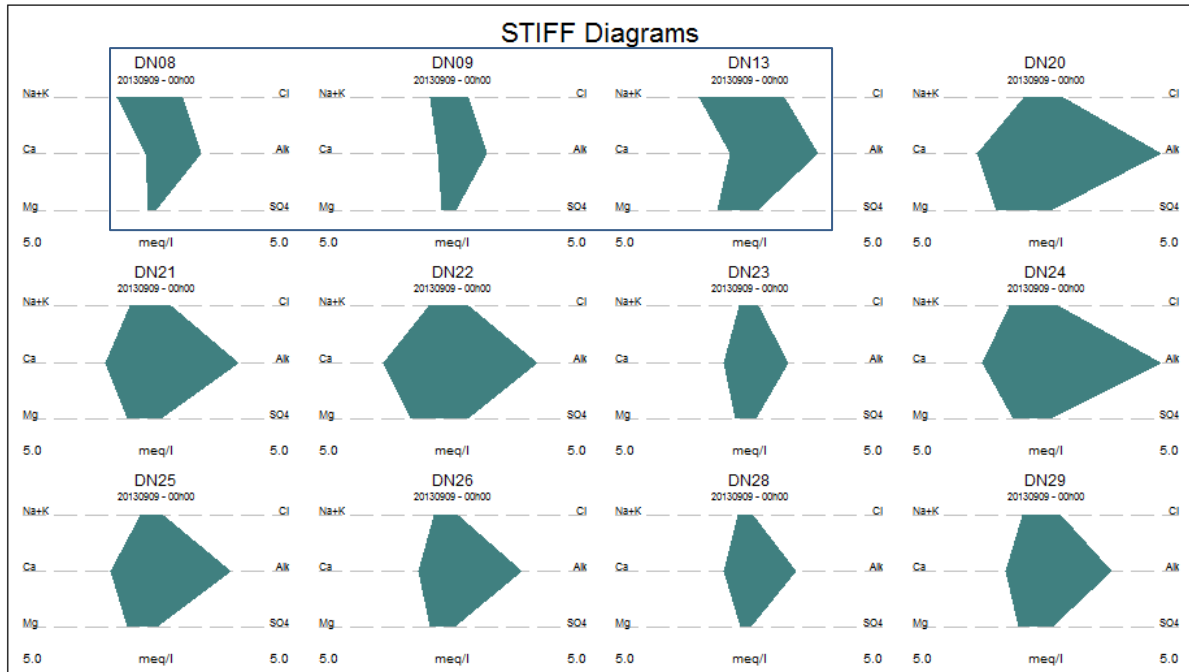 STIFF Diagrams
DN08 DN09 DN13 DN20
20130909 - 00h00 20130909 - 00h00 20130909 - 00h00 20130909 - 00h00
Na+K Cl Na+K Cl Na+K Cl Na+K Cl
Ca Alk Ca Alk Ca Alk Ca Alk
Mg SO4 Mg SO4 Mg SO4 Mg SO4
5.0 meq/l 5.0 5.0 meq/l 5.0 5.0 meq/l 5.0 5.0 meq/l 5.0
DN21 DN22 DN23 DN24
20130909 - 00h00 20130909 - 00h00 20130909 - 00h00 20130909 - 00h00
Na+K Cl Na+K Cl Na+K Cl Na+K Cl
Ca Alk Ca Alk Ca Alk Ca Alk
Mg SO4 Mg SO4 Mg SO4 Mg SO4
5.0 meq/l 5.0 5.0 meq/l 5.0 5.0 meq/l 5.0 5.0 meq/l 5.0
DN25 DN26 DN28 DN29
20130909 - 00h00 20130909 - 00h00 20130909 - 00h00 20130909 - 00h00
Na+K Cl Na+K Cl Na+K Cl Na+K Cl
Ca Alk Ca Alk Ca Alk Ca Alk
Mg SO4 Mg SO4 Mg SO4 Mg SO4
5.0 meq/l 5.0 5.0 meq/l 5.0 5.0 meq/l 5.0 5.0 meq/l 5.0